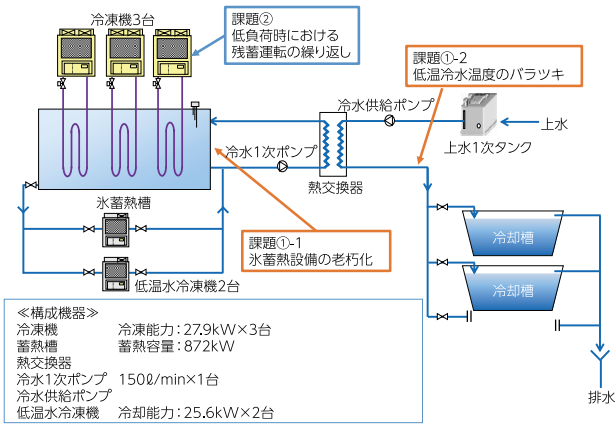 冷凍機3台
課題②
低負荷時における
残蓄運転の繰り返し
課題①-2
低温冷水温度のバラツキ
冷水供給ポンプ
上水
上水1次タンク
冷水1次ポンプ
熱交換器
氷蓄熱槽
課題①-1
氷蓄熱設備の老朽化
低温水冷凍機2台
冷却槽
冷却槽
排水
≪構成機器≫
冷凍機 冷凍能力：27.9kW×3台
蓄熱槽 蓄熱容量：872kW
熱交換器
冷水1次ポンプ 150ℓ/min×1台
冷水供給ポンプ
低温水冷凍機 冷却能力：25.6kW×2台